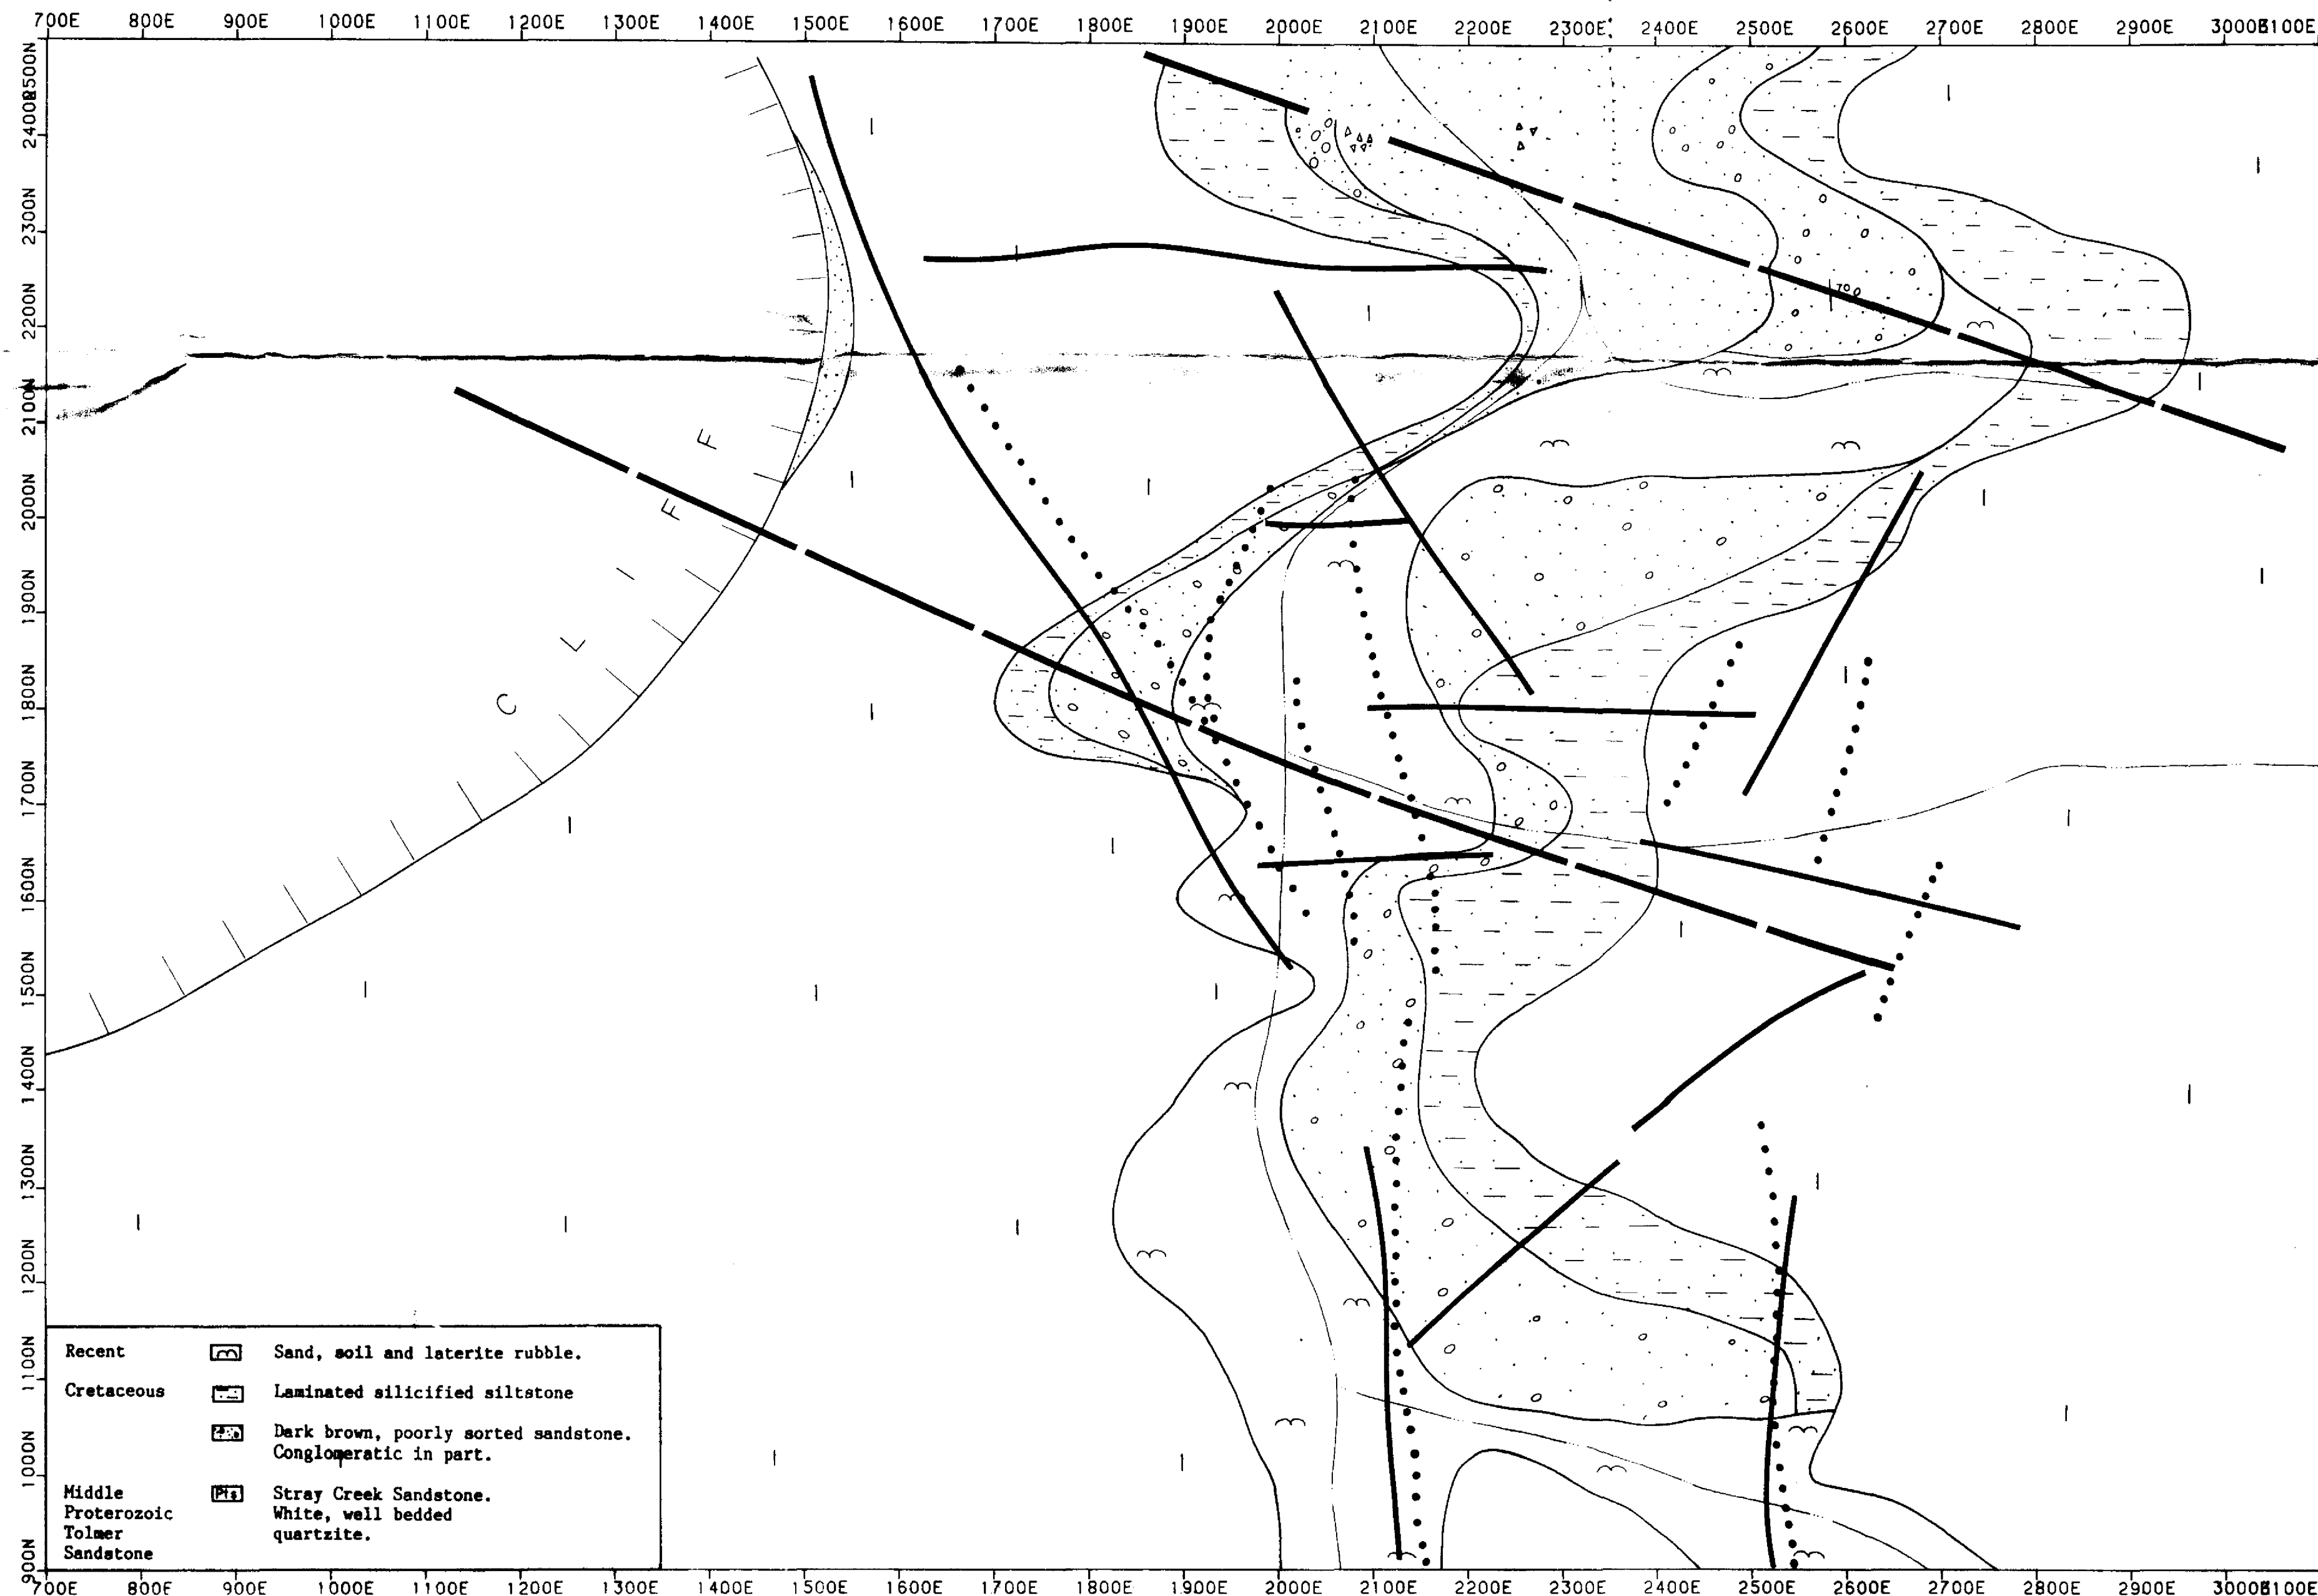 700E 800E 900E 1000E 1100E 1200E 1300E 1400E 1500E 1600E 1700E 1800E 1900E 2000E 2100E 2200E 2300E 2400E 2500E 2600E 2700E 2800E 2900E 3000E 3100E
2500N
2400N
2300N
2200N
2100N
2000N
1900N
1800N
1700N
1600N
1500N
1400N
1300N
1200N
1100N
1000N
900N
70
C L I F F
Recent Sand, soil and laterite rubble.
Cretaceous Laminated silicified siltstone
Dark brown, poorly sorted sandstone.
Conglomeratic in part.
Middle Pts Stray Creek Sandstone.
Proterozoic White, well bedded
Tolmer quartzite.
Sandstone
700E 800E 900E 1000E 1100E 1200E 1300E 1400E 1500E 1600E 1700E 1800E 1900E 2000E 2100E 2200E 2300E 2400E 2500E 2600E 2700E 2800E 2900E 3000E 3100E